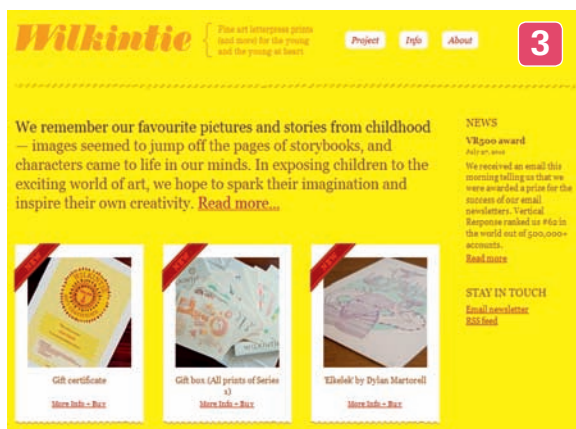 Wilkintie
Fine art letterpress prints
(and more) for the young
and the young at heart
Project
Info
About
3
We remember our favourite pictures and stories from childhood
— images seemed to jump off the pages of storybooks, and
characters came to life in our minds. In exposing children to the
exciting world of art, we hope to spark their imagination and
inspire their own creativity. Read more...
NEWS
VR500 award
We received an email this
morning telling us that we
were awarded a prize for the
success of our email
newsletters. Vertical
Response ranked us #62 in
the world out of 500,000+
accounts.
Read more
STAY IN TOUCH
Email newsletter
RSS feed
NEW
Gift certificate
More Info + Buy
NEW
Gift box (All prints of Series
1)
More Info + Buy
NEW
'Elkelek' by Dylan Martorell
More Info + Buy